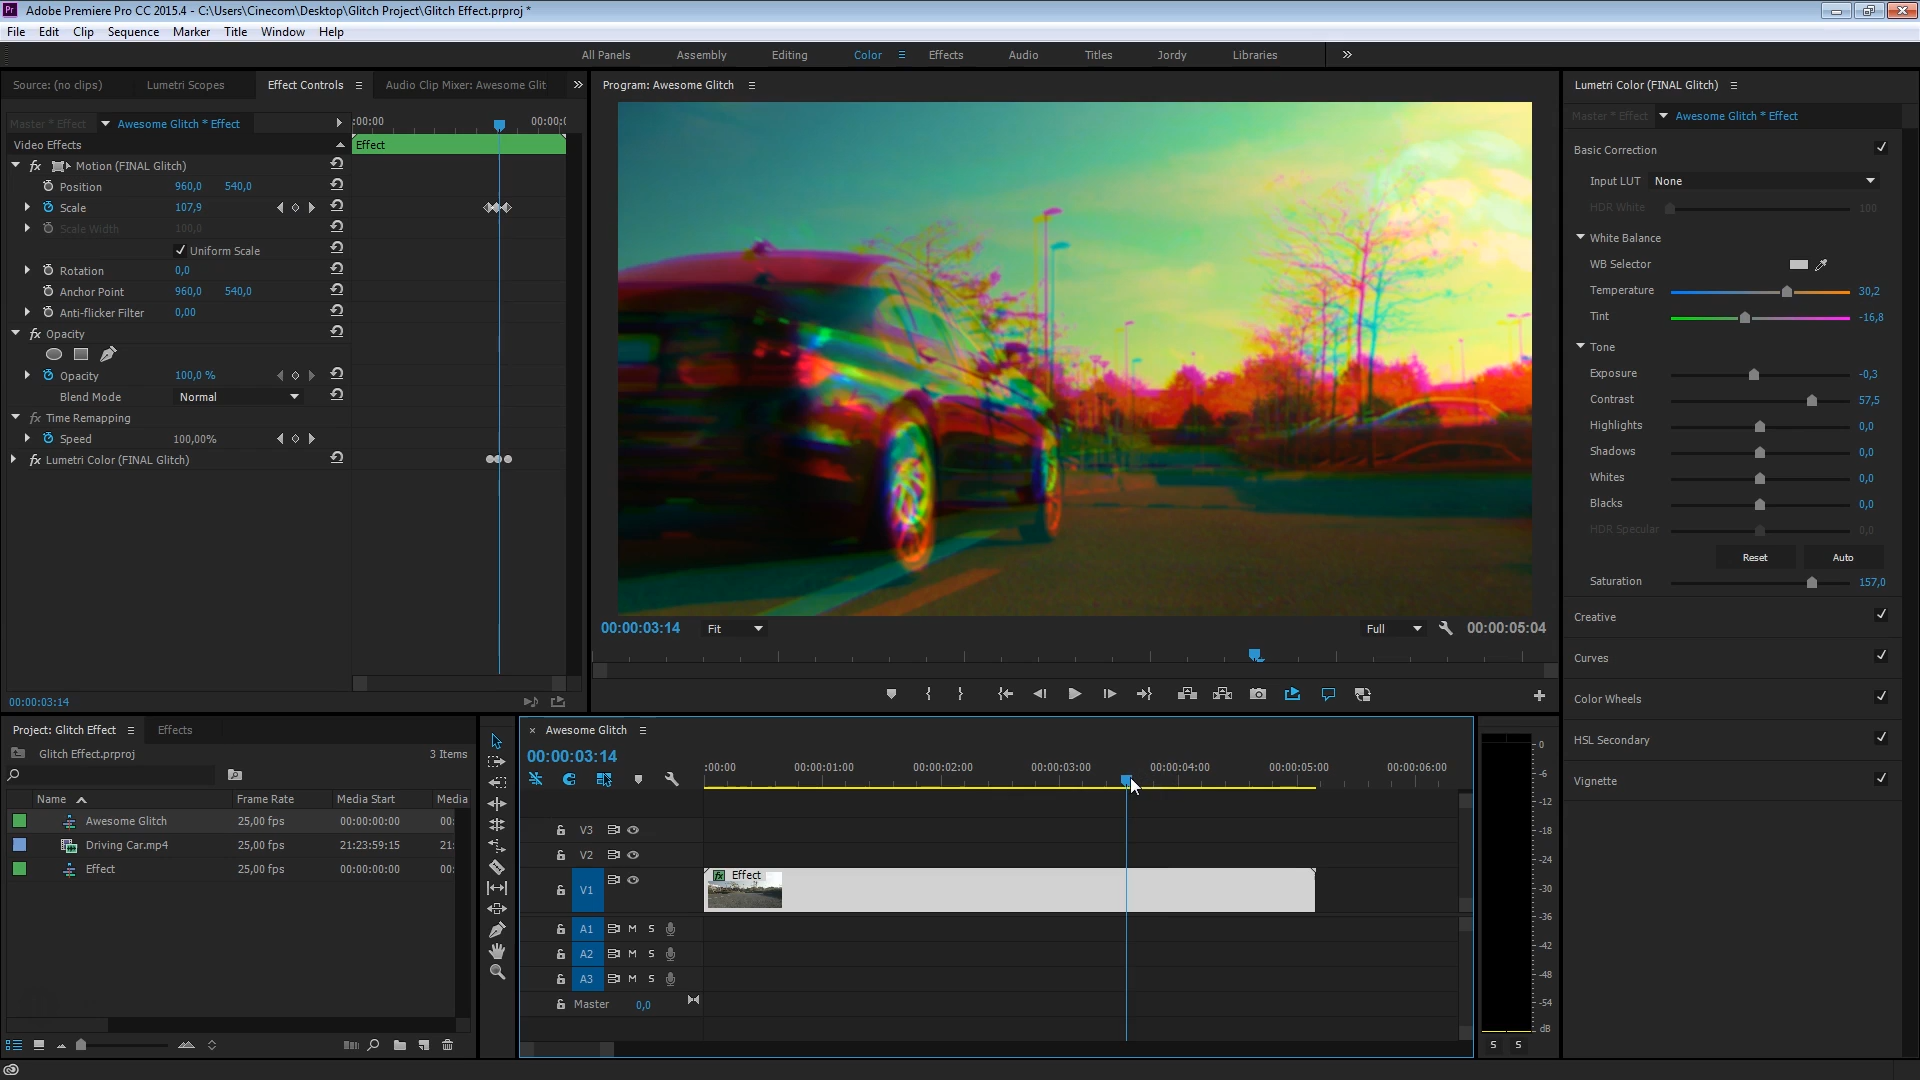 Adobe Premiere Pro CC 2015.4 - C:\Users\Cinecom\Desktop\Glitch Project\Glitch Effect.prproj *
File Edit Clip Sequence Marker Title Window Help
All Panels Assembly Editing Color Effects Audio Titles Jordy Libraries
Source: (no clips) Lumetri Scopes Effect Controls Audio Clip Mixer: Awesome Glit
Master * Effect Awesome Glitch * Effect :00:00 00:00:(
Video Effects Effect
fx Motion (FINAL Glitch)
Position 960,0 540,0
Scale 107,9
Scale Width 100,0
Uniform Scale
Rotation 0,0
Anchor Point 960,0 540,0
Anti-flicker Filter 0,00
fx Opacity
Opacity 100,0 %
Blend Mode Normal
fx Time Remapping
Speed 100,00%
fx Lumetri Color (FINAL Glitch)
00:00:03:14
Program: Awesome Glitch
00:00:03:14 Fit Full 00:00:05:04
Lumetri Color (FINAL Glitch)
Master * Effect Awesome Glitch * Effect
Basic Correction
Input LUT None
HDR White 100
White Balance
WB Selector
Temperature 30,2
Tint -16,8
Tone
Exposure -0,3
Contrast 57,5
Highlights 0,0
Shadows 0,0
Whites 0,0
Blacks 0,0
HDR Specular 0,0
Reset Auto
Saturation 157,0
Creative
Curves
Color Wheels
HSL Secondary
Vignette
Project: Glitch Effect Effects
Glitch Effect.prproj 3 Items
Name Frame Rate Media Start Media
Awesome Glitch 25,00 fps 00:00:00:00 00:
Driving Car.mp4 25,00 fps 21:23:59:15 21:
Effect 25,00 fps 00:00:00:00 00:
× Awesome Glitch
00:00:03:14
:00:00 00:00:01:00 00:00:02:00 00:00:03:00 00:00:04:00 00:00:05:00 00:00:06:00
V3
V2
V1 fx Effect
A1 M S
A2 M S
A3 M S
Master 0,0
0
-6
-12
-18
-24
-30
-36
-42
-48
-54
dB
S S